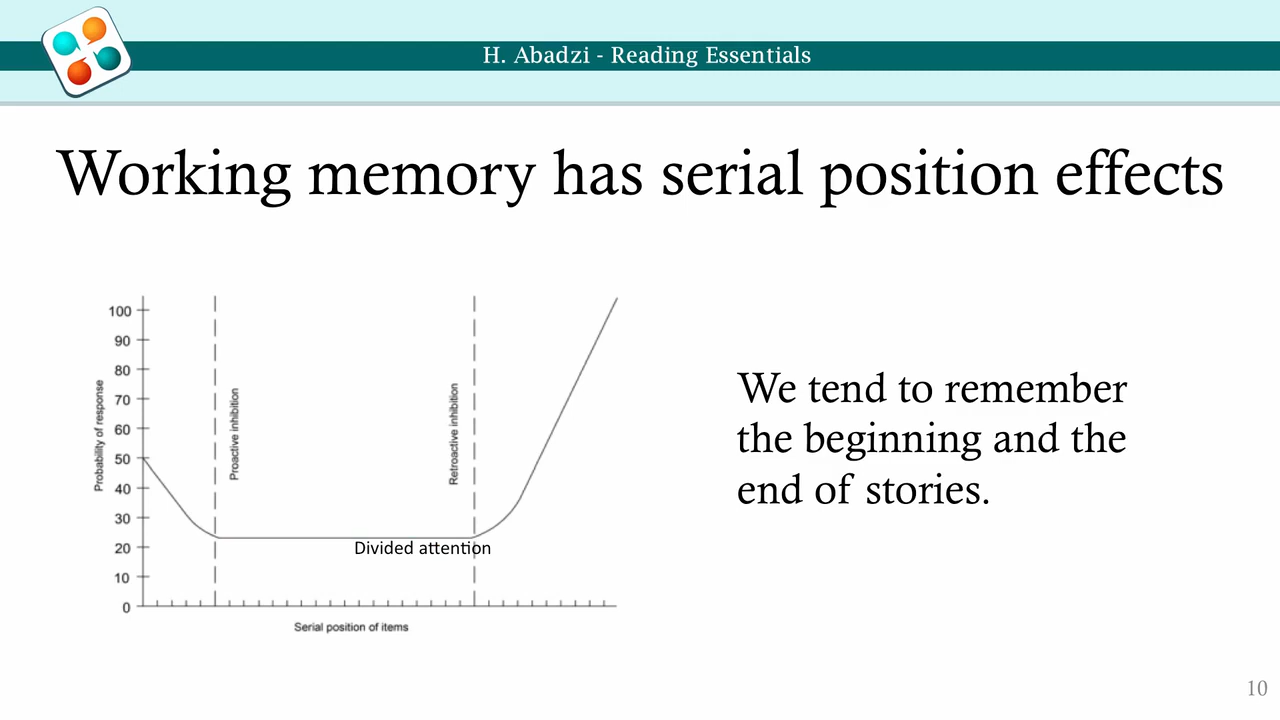 H. Abadzi - Reading Essentials
Working memory has serial position effects
100
90
80
70
60
50
40
30
20
10
0
Probability of response
Proactive inhibition
Retroactive inhibition
Divided attention
Serial position of items
We tend to remember
the beginning and the
end of stories.
10